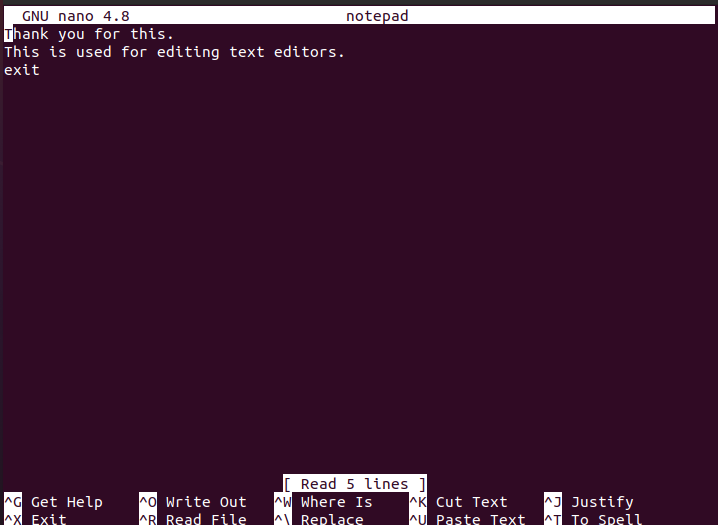 GNU nano 4.8 notepad
Thank you for this.
This is used for editing text editors.
exit
[ Read 5 lines ]
^G Get Help ^O Write Out ^W Where Is ^K Cut Text ^J Justify
^X Exit ^R Read File ^\ Replace ^U Paste Text ^T To Spell